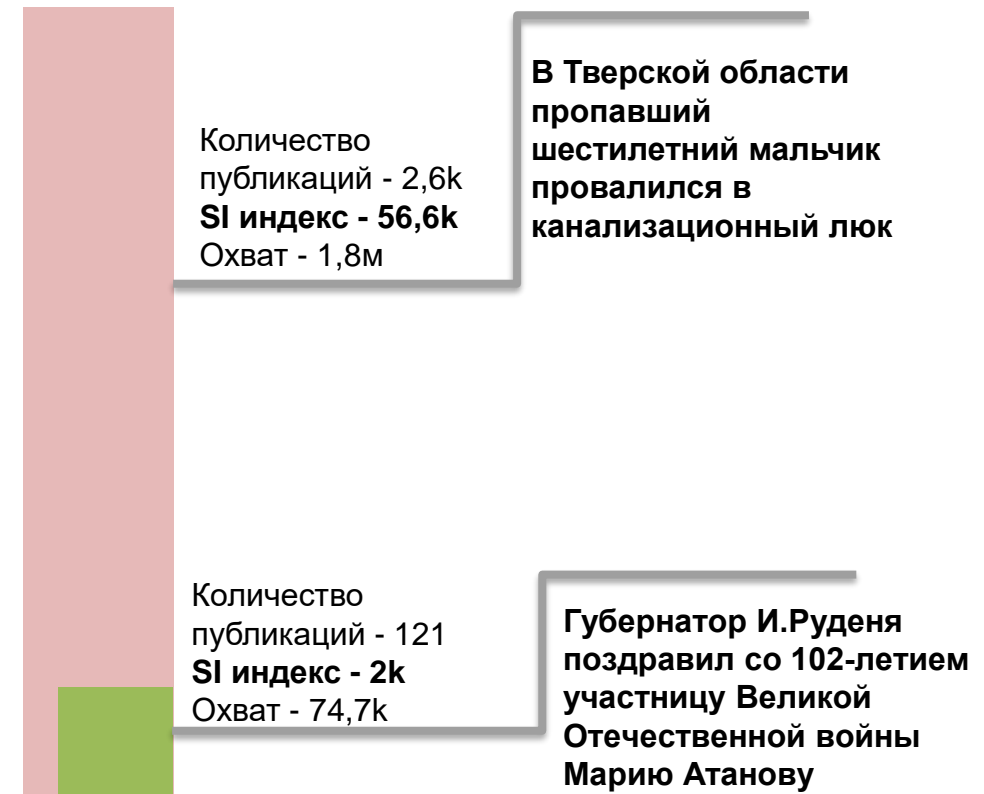 Количество
публикаций - 2,6k
SI индекс - 56,6k
Охват - 1,8м
В Тверской области
пропавший
шестилетний мальчик
провалился в
канализационный люк
Количество
публикаций - 121
SI индекс - 2k
Охват - 74,7k
Губернатор И.Руденя
поздравил со 102-летием
участницу Великой
Отечественной войны
Марию Атанову